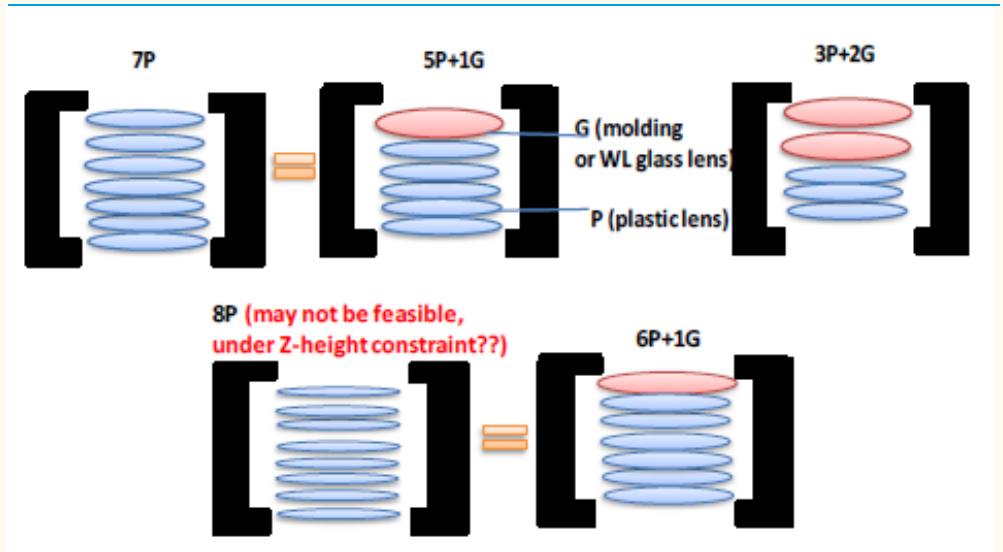 7P
5P+1G
3P+2G
G (molding
or WL glass lens)
P (plastic lens)
8P (may not be feasible,
under Z-height constraint??)
6P+1G